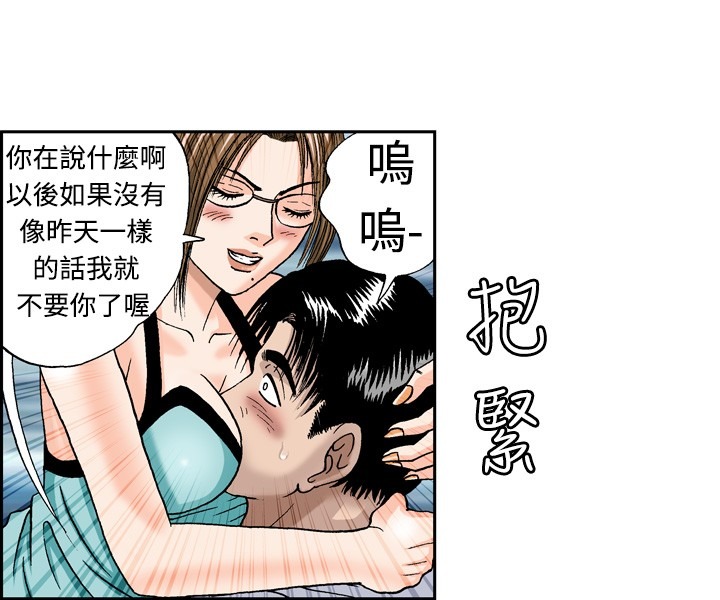 你在說什麼啊
以後如果沒有
像昨天一樣
的話我就
不要你了喔
嗚
嗚-
抱
緊